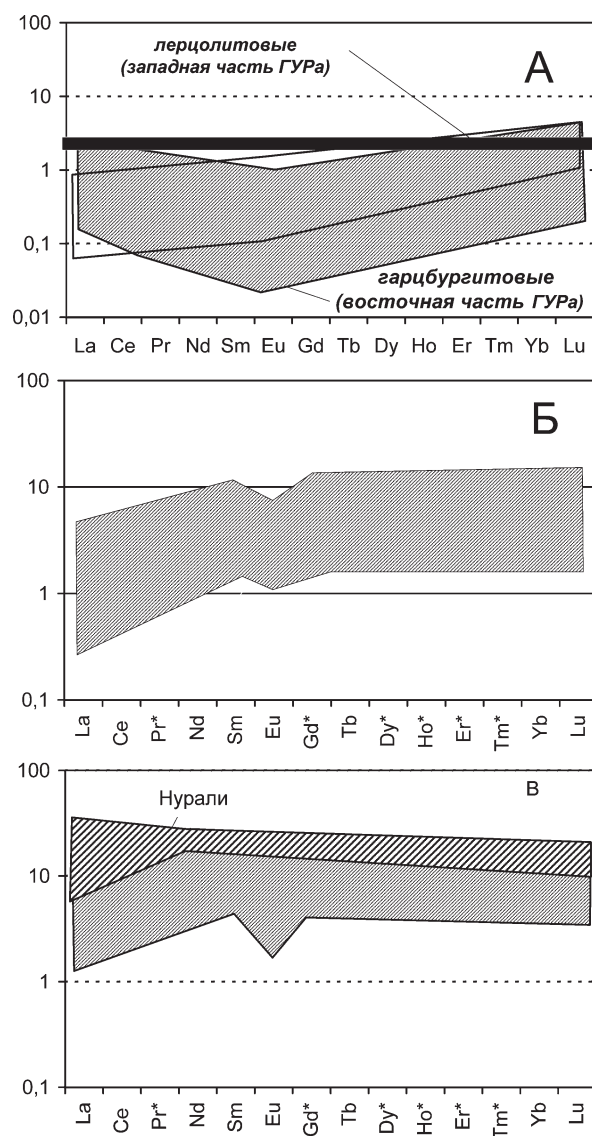 100
лерцолитовые
(западная часть ГУРа)
А
10
1
0,1
гарцбургитовые
(восточная часть ГУРа)
0,01
La Ce Pr Nd Sm Eu Gd Tb Dy Ho Er Tm Yb Lu
100
Б
10
1
0,1
La Ce Pr* Nd Sm Eu Gd* Tb Dy* Ho* Er* Tm* Yb Lu
100
Нурали
В
10
1
0,1
La Ce Pr* Nd Sm Eu Gd* Tb Dy* Ho* Er* Tm* Yb Lu